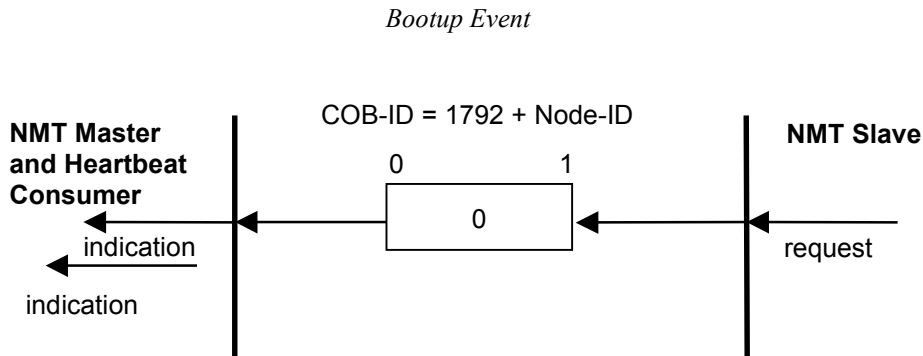 Bootup Event
COB-ID = 1792 + Node-ID
NMT Master
and Heartbeat
Consumer
NMT Slave
0 1
0
indication
request
indication